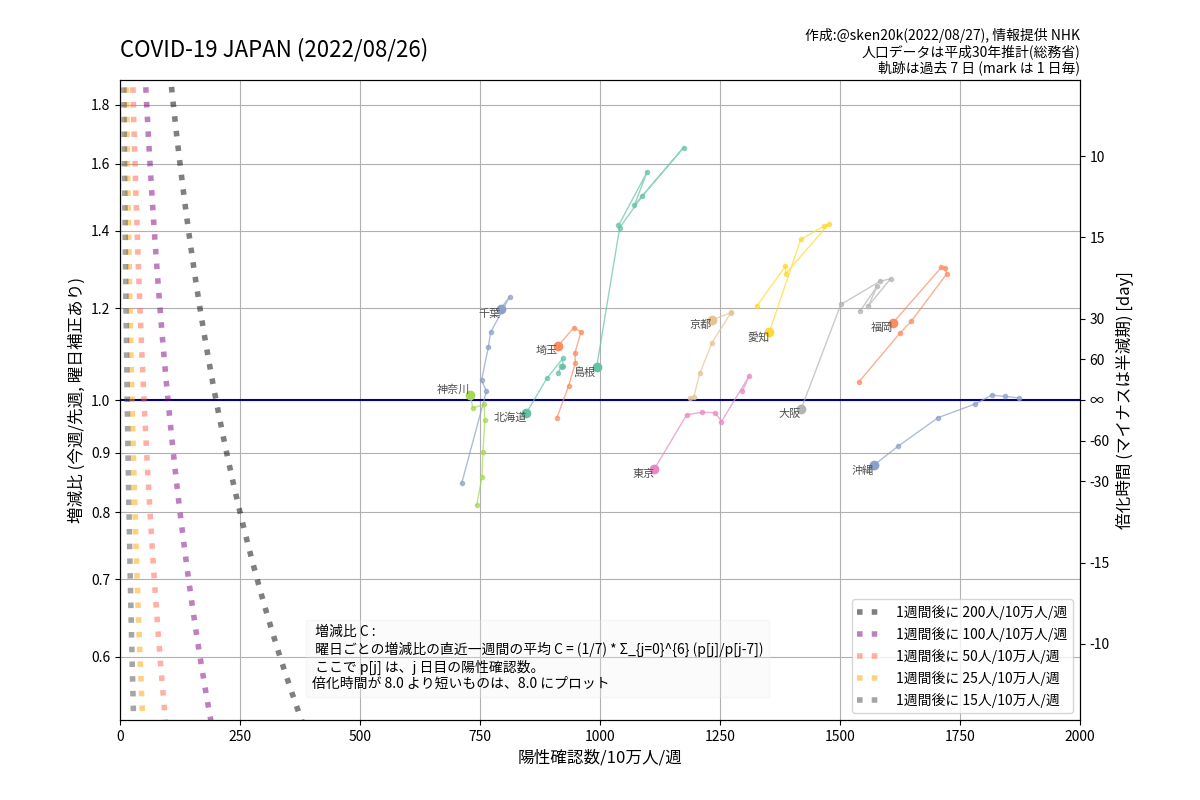 COVID-19 JAPAN (2022/08/26)
作成:@sken20k(2022/08/27), 情報提供 NHK
人口データは平成30年推計(総務省)
軌跡は過去 7 日 (mark は 1 日毎)
増減比 (今週/先週, 曜日補正あり)
1.8
1.6
1.4
1.2
1.0
0.9
0.8
0.7
0.6
10
15
30
60
∞
-60
-30
-15
-10
倍化時間 (マイナスは半減期) [day]
千葉
埼玉
島根
神奈川
北海道
京都
愛知
福岡
東京
大阪
沖縄
増減比 C :
曜日ごとの増減比の直近一週間の平均 C = (1/7) * Σ_{j=0}^{6} (p[j]/p[j-7])
ここで p[j] は、j 日目の陽性確認数。
倍化時間が 8.0 より短いものは、8.0 にプロット
1週間後に 200人/10万人/週
1週間後に 100人/10万人/週
1週間後に 50人/10万人/週
1週間後に 25人/10万人/週
1週間後に 15人/10万人/週
0 250 500 750 1000 1250 1500 1750 2000
陽性確認数/10万人/週